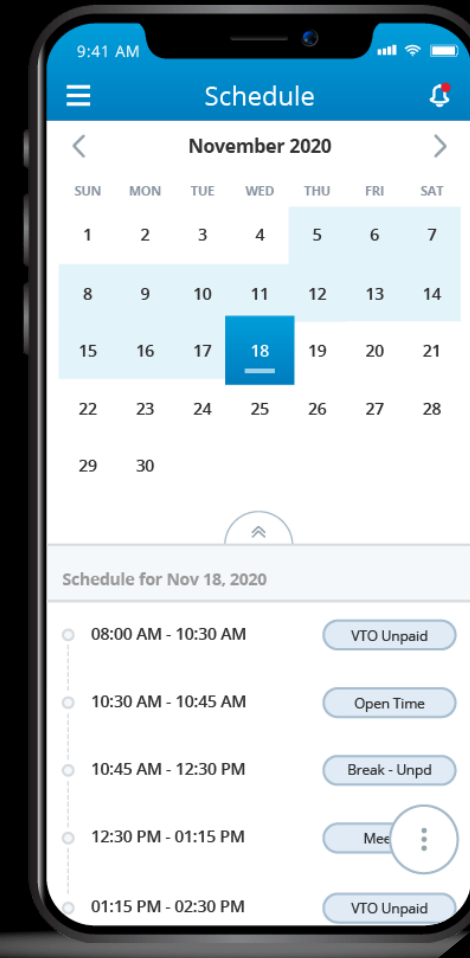 9:41 AM
Schedule
November 2020
SUN MON TUE WED THU FRI SAT
1 2 3 4 5 6 7
8 9 10 11 12 13 14
15 16 17 18 19 20 21
22 23 24 25 26 27 28
29 30
Schedule for Nov 18, 2020
08:00 AM - 10:30 AM VTO Unpaid
10:30 AM - 10:45 AM Open Time
10:45 AM - 12:30 PM Break - Unpd
12:30 PM - 01:15 PM
01:15 PM - 02:30 PM VTO Unpaid